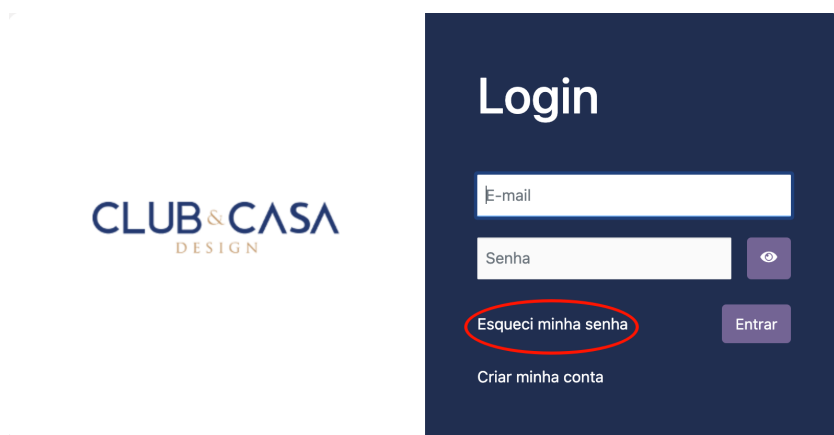 CLUB&CASA
DESIGN
Login
E-mail
Senha
Esqueci minha senha
Entrar
Criar minha conta